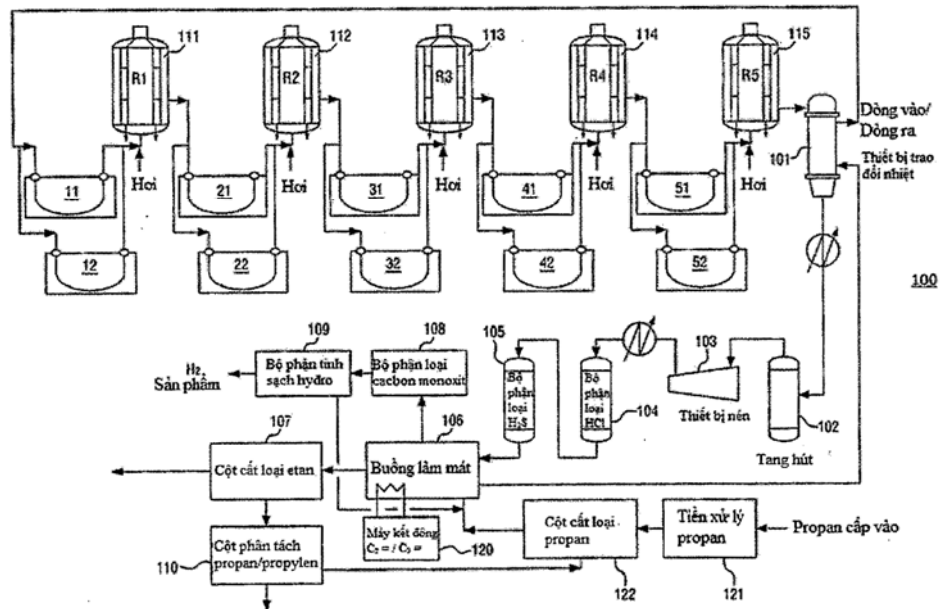 111
112
113
114
115
R1
R2
R3
R4
R5
Dòng vào/
Dòng ra
101
Thiết bị trao
đổi nhiệt
Hơi
Hơi
Hơi
Hơi
Hơi
11
21
31
41
51
12
22
32
42
52
100
109
108
105
103
H₂
Sản phẩm
Bộ phận tinh
sạch hydro
Bộ phận loại
cacbon monoxit
Bộ
phận
loại
H₂S
Bộ
phận
loại
HCl
104
Thiết bị nén
102
Tang hút
107
106
Cột cất loại etan
Buồng làm mát
Máy kết đông
C₂ = / C₃ =
120
Cột cất loại
propan
122
Tiền xử lý
propan
121
Propan cấp vào
Cột phân tách
propan/propylen
110